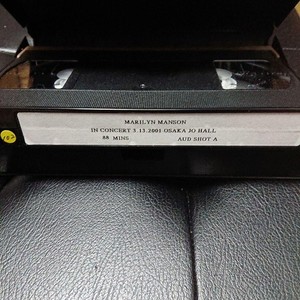 MARILYN MANSON
IN CONCERT 3.13.2001 OSAKA JO HALL
88 MINS AUD SHOT A